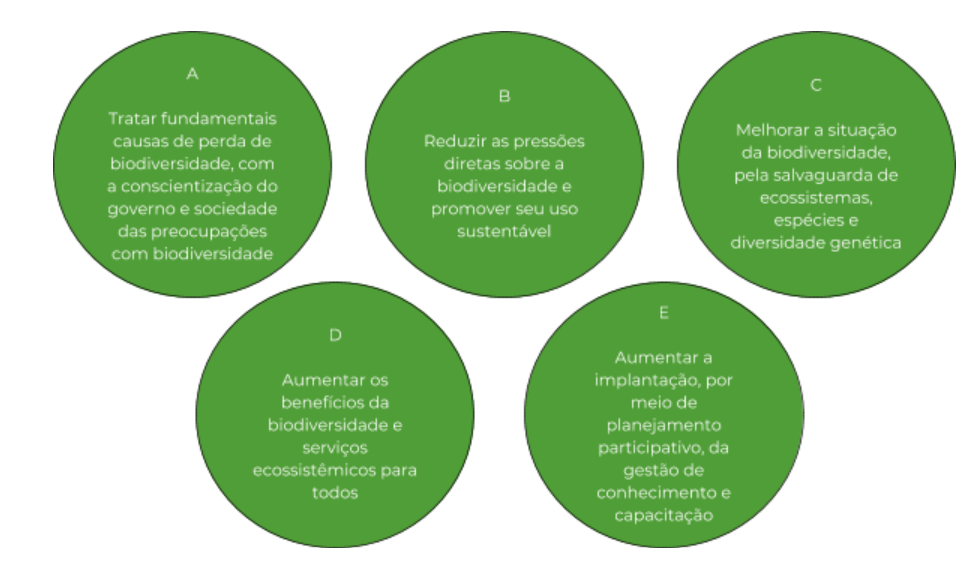 A
Tratar fundamentais
causas de perda de
biodiversidade, com
a conscientização do
governo e sociedade
das preocupações
com biodiversidade
B
Reduzir as pressões
diretas sobre a
biodiversidade e
promover seu uso
sustentável
C
Melhorar a situação
da biodiversidade,
pela salvaguarda de
ecossistemas,
espécies e
diversidade genética
D
Aumentar os
benefícios da
biodiversidade e
serviços
ecossistêmicos para
todos
E
Aumentar a
implantação, por
meio de
planejamento
participativo, da
gestão de
conhecimento e
capacitação